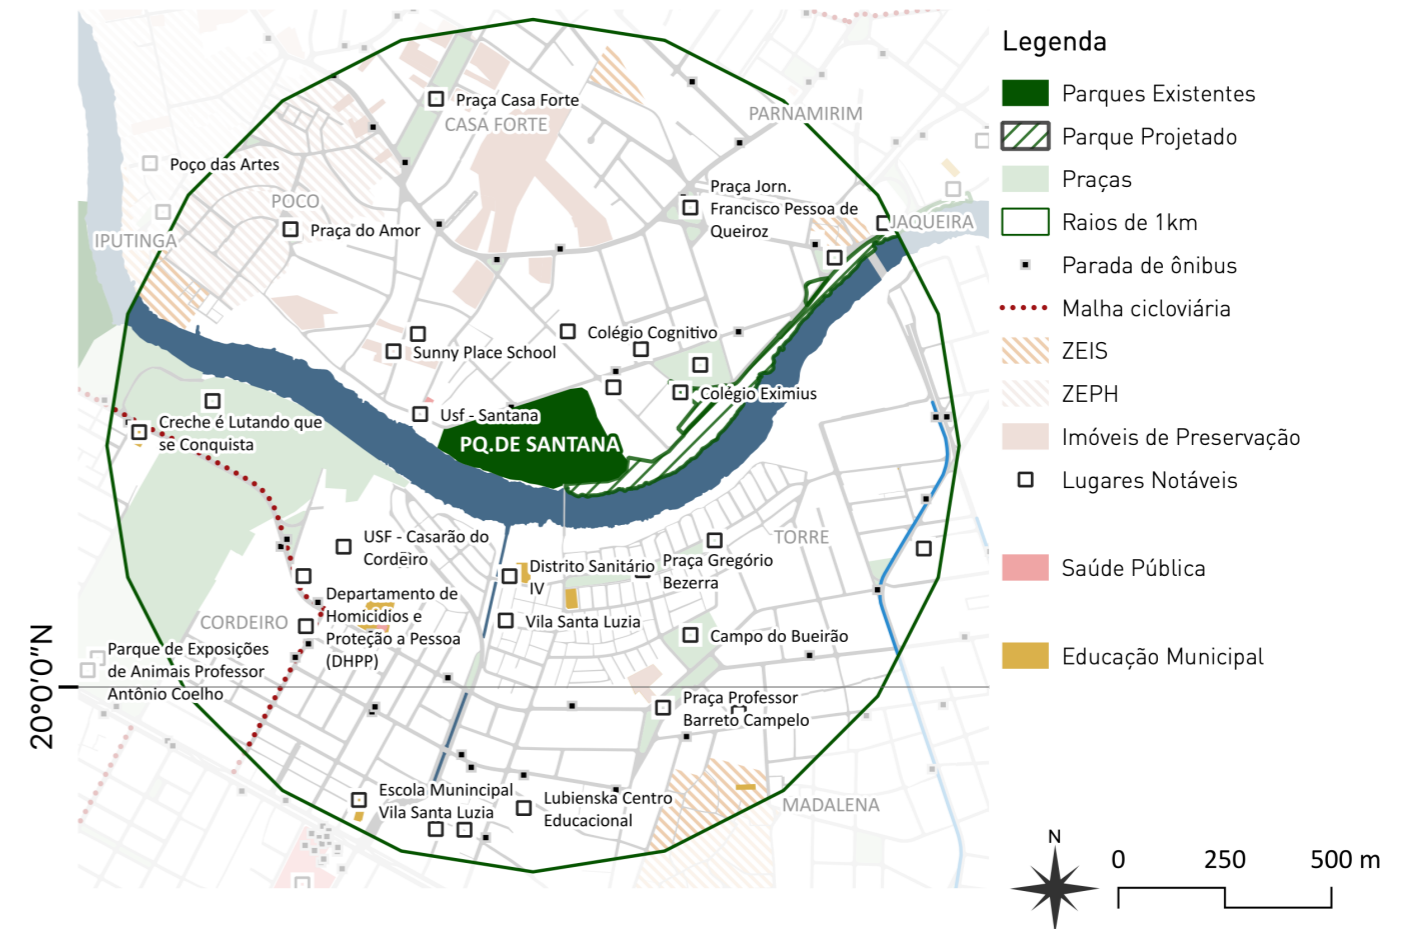 Praça Casa Forte
CASA FORTE
PARNAMIRIM
Poço das Artes
POCO
Praça do Amor
IPUTINGA
Praça Jorn.
Francisco Pessoa de
Queiroz
JAQUEIRA
Colégio Cognitivo
Sunny Place School
Colégio Eximius
Usf - Santana
PQ.DE SANTANA
Creche é Lutando que
se Conquista
USF - Casarão do
Cordeiro
TORRE
Distrito Sanitário
IV
Praça Gregório
Bezerra
Departamento de
Homicidios e
Proteção a Pessoa
(DHPP)
CORDEIRO
Vila Santa Luzia
Campo do Bueirão
Parque de Exposições
de Animais Professor
Antônio Coelho
Praça Professor
Barreto Campelo
Escola Munincipal
Vila Santa Luzia
Lubienska Centro
Educacional
MADALENA
20°0'0"N
Legenda
Parques Existentes
Parque Projetado
Praças
Raios de 1km
Parada de ônibus
Malha cicloviária
ZEIS
ZEPH
Imóveis de Preservação
Lugares Notáveis
Saúde Pública
Educação Municipal
N
0 250 500 m